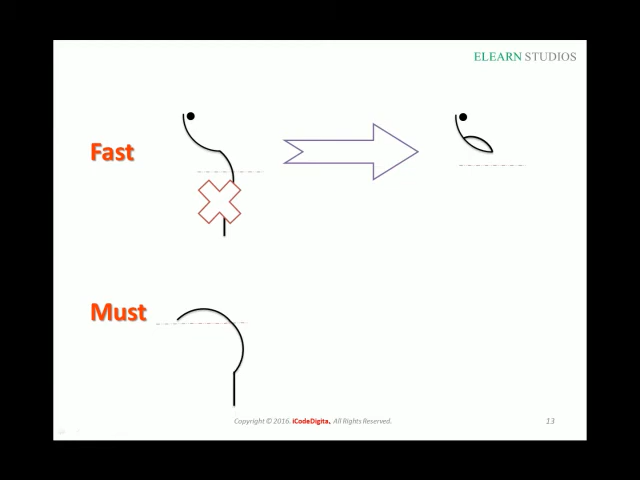 ELEARN STUDIOS
Fast
Must
Copyright © 2016. iCodeDigita. All Rights Reserved.
13